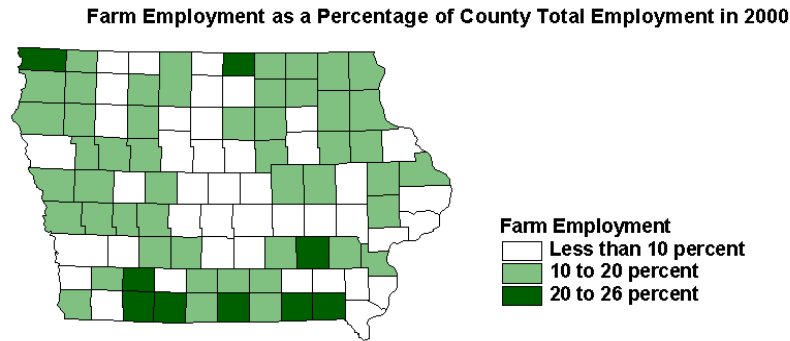 Farm Employment as a Percentage of County Total Employment in 2000
Farm Employment
Less than 10 percent
10 to 20 percent
20 to 26 percent